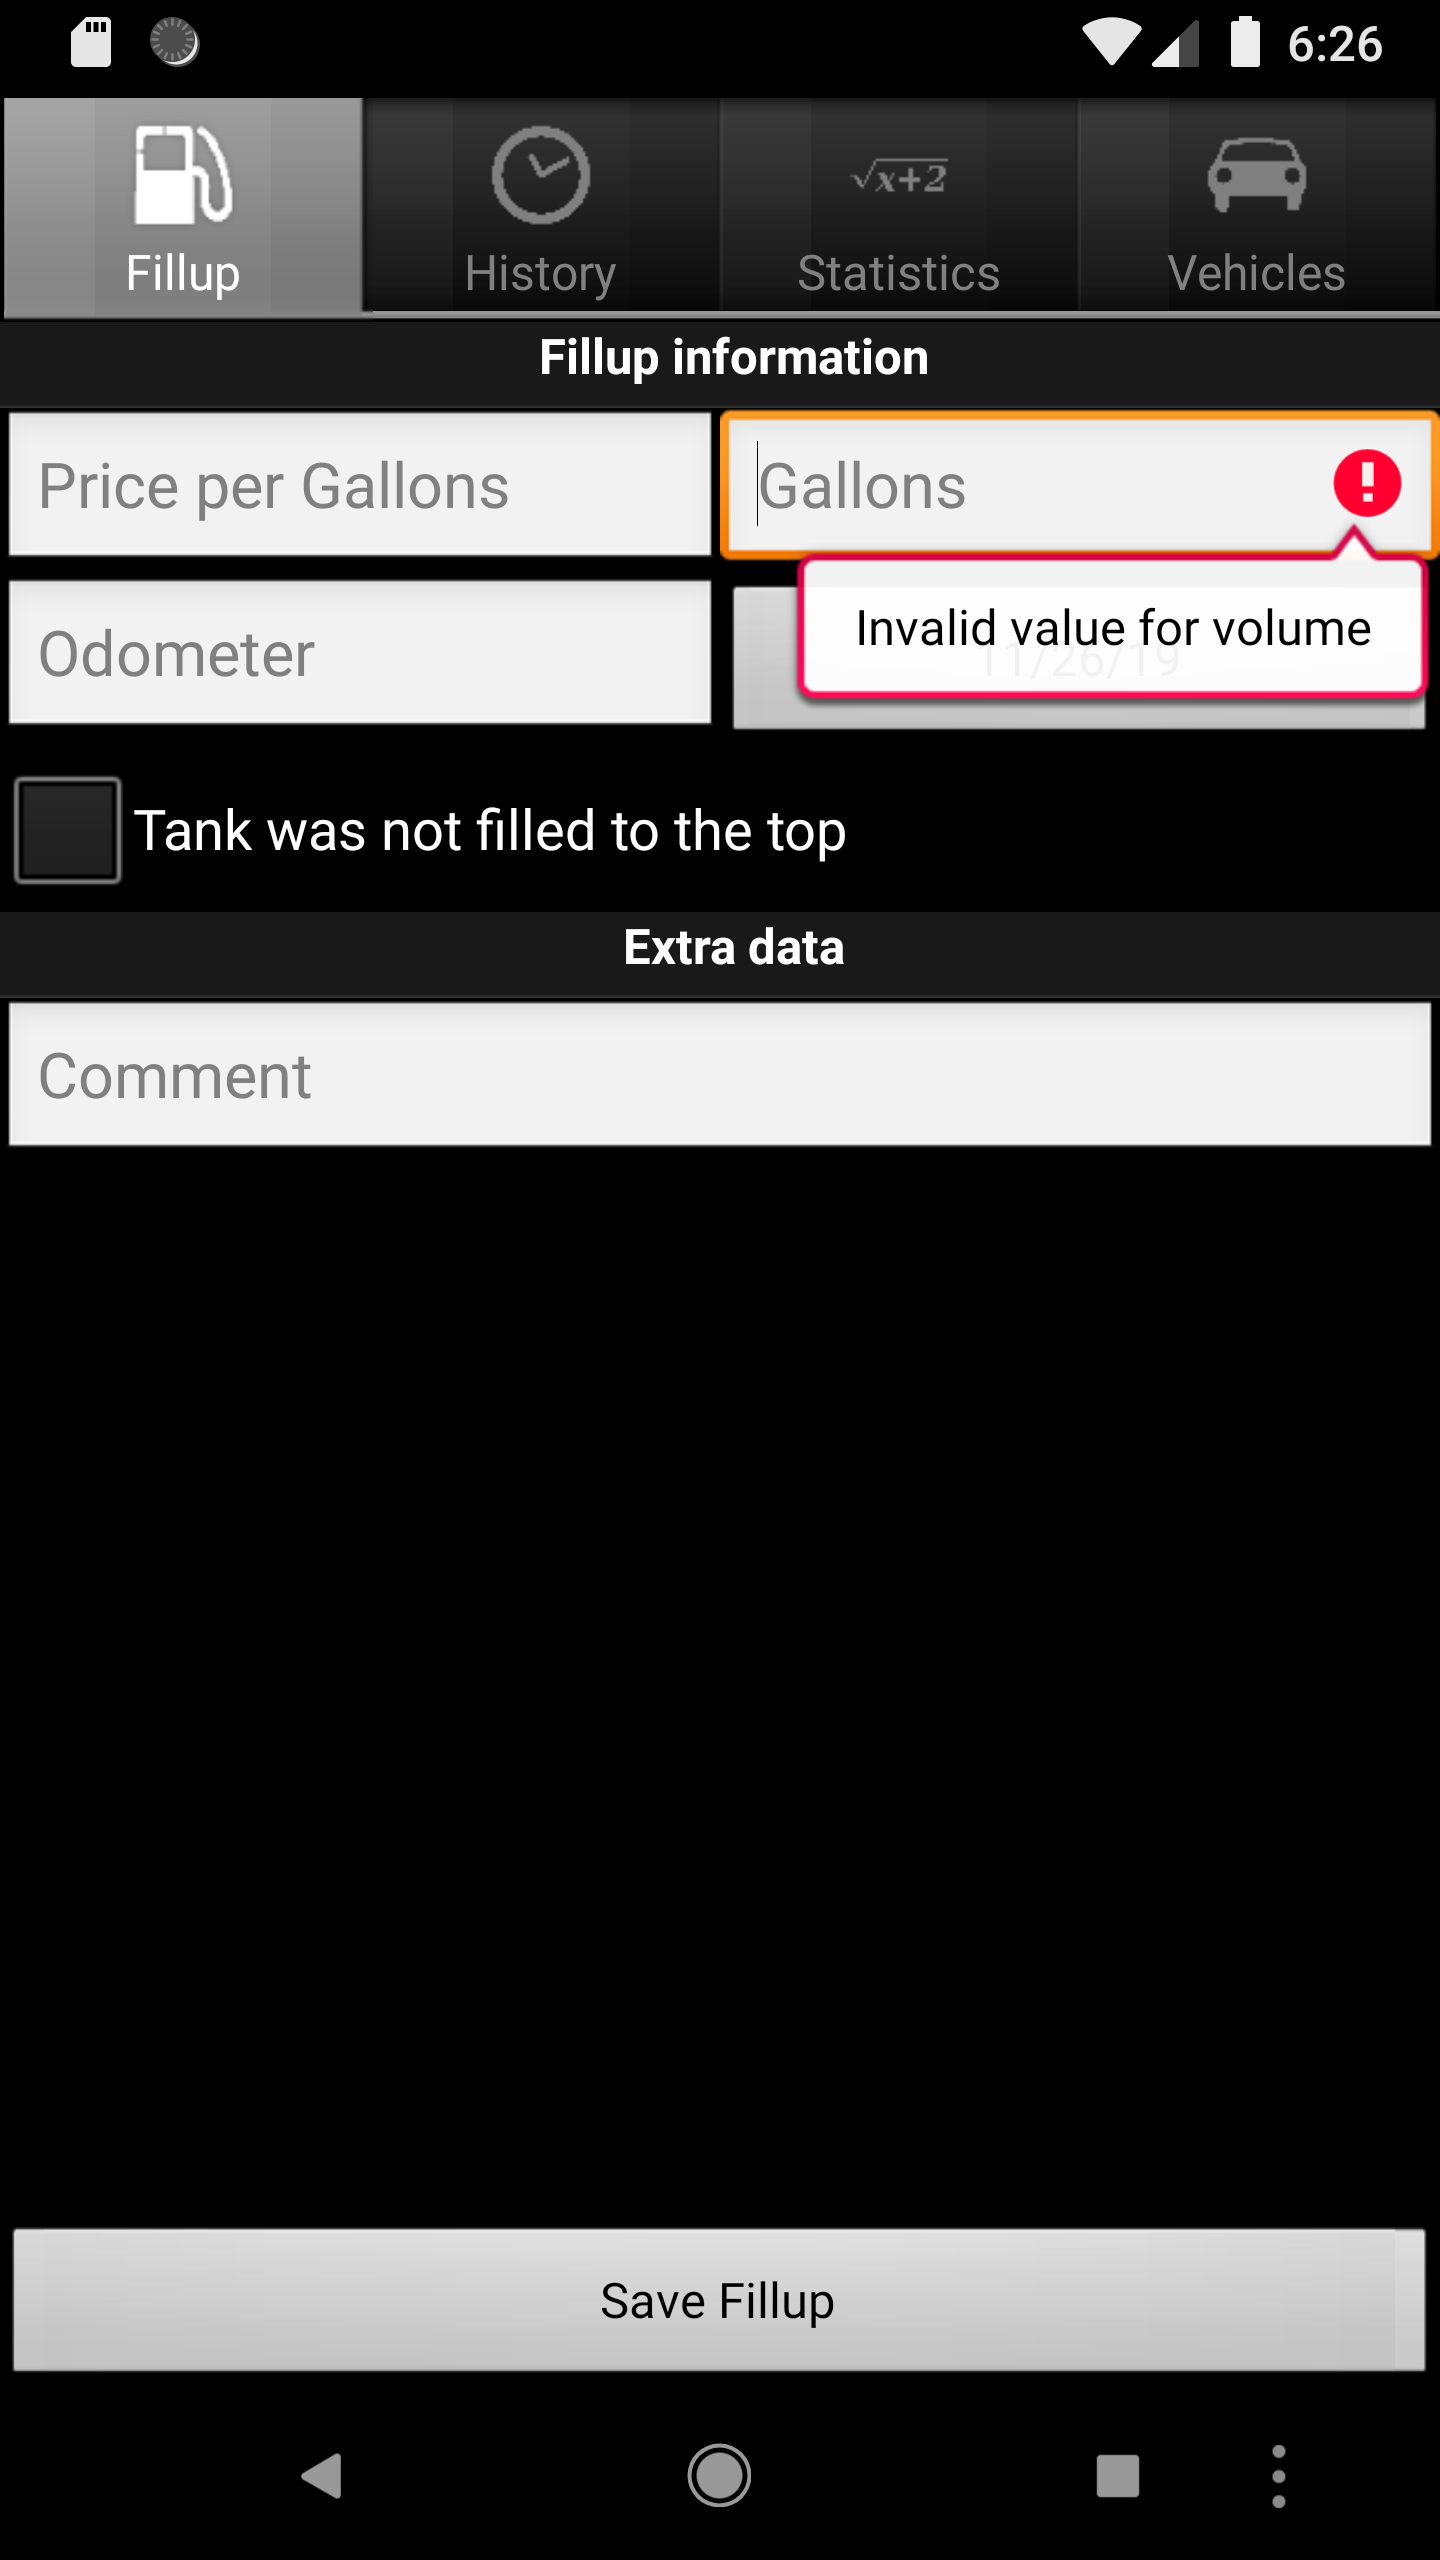 6:26
√x+2
Fillup
History
Statistics
Vehicles
Fillup information
Price per Gallons
Gallons
Invalid value for volume
Odometer
11/26/19
Tank was not filled to the top
Extra data
Comment
Save Fillup